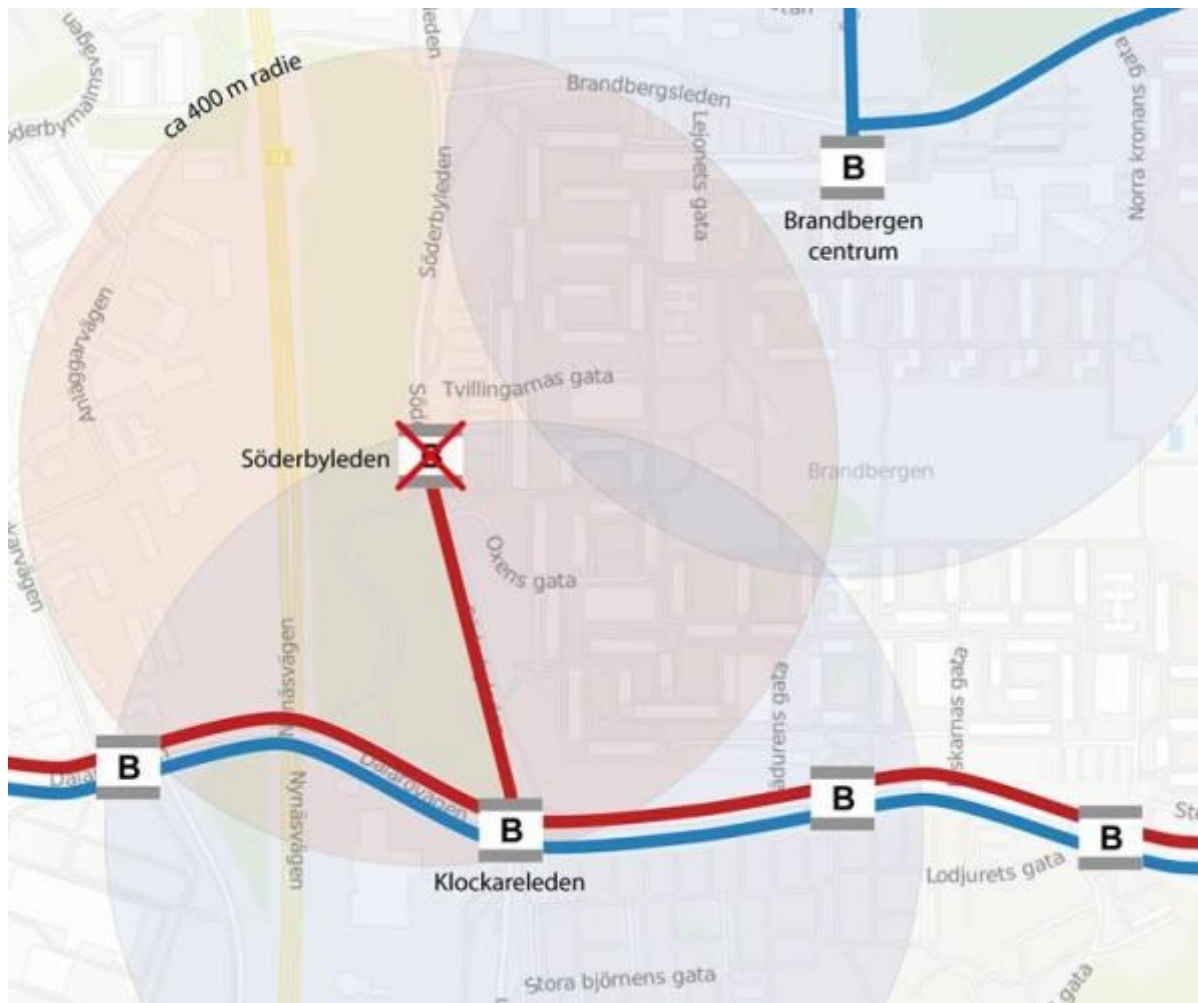 ca 400 m radie
Brandbergsleden
Lejonets gata
Norra kronans gata
B
Brandbergen
centrum
Söderbyleden
Anläggarvägen
Tvillingarnas gata
Söderbyleden
Brandbergen
Oxens gata
Nynäsvägen
B
Dalarövägen
B
Klockareleden
B
B
Lodjurets gata
Stora björnens gata
gata